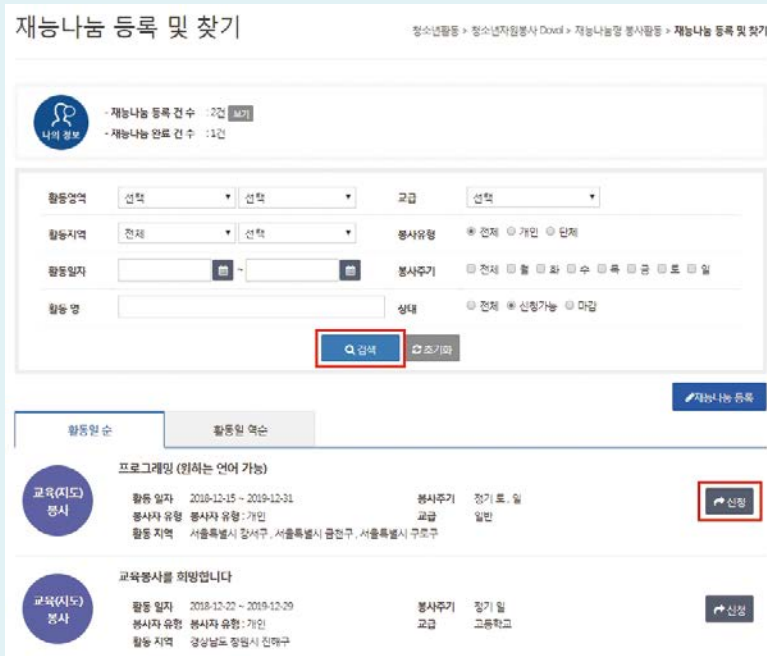 재능나눔 등록 및 찾기
청소년활동 > 청소년자원봉사 Dovol > 재능나눔형 봉사활동 > 재능나눔 등록 및 찾기
나의 정보
- 재능나눔 등록 건 수 : 2건 보기
- 재능나눔 완료 건 수 : 1건
활동영역 선택 선택 교급 선택
활동지역 전체 선택 봉사유형 전체 개인 단체
활동일자 ~ 봉사주기 전체 월 화 수 목 금 토 일
활동 명 상태 전체 신청가능 마감
검색 초기화
재능나눔 등록
활동일 순 활동일 역순
교육(지도) 봉사
프로그래밍 (원하는 언어 가능)
활동 일자 2018-12-15 ~ 2019-12-31 봉사주기 정기 토, 일
봉사자 유형 봉사자 유형 : 개인 교급 일반
활동 지역 서울특별시 강서구, 서울특별시 금천구, 서울특별시 구로구
신청
교육(지도) 봉사
교육봉사를 희망합니다
활동 일자 2018-12-22 ~ 2019-12-29 봉사주기 정기 일
봉사자 유형 봉사자 유형 : 개인 교급 고등학교
활동 지역 경상남도 창원시 진해구
신청